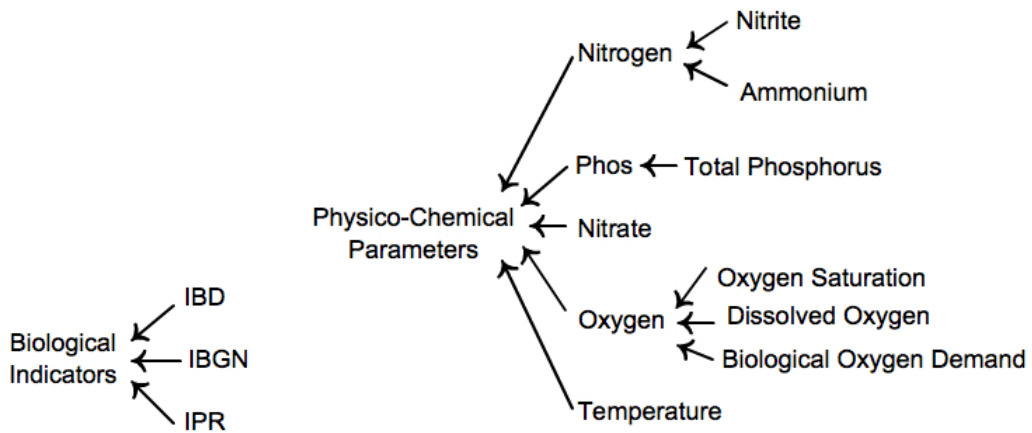 Nitrite
Nitrogen
Ammonium
Phos
Total Phosphorus
Physico-Chemical
Parameters
Nitrate
Oxygen Saturation
Oxygen
Dissolved Oxygen
Biological Oxygen Demand
Temperature
IBD
Biological
Indicators
IBGN
IPR